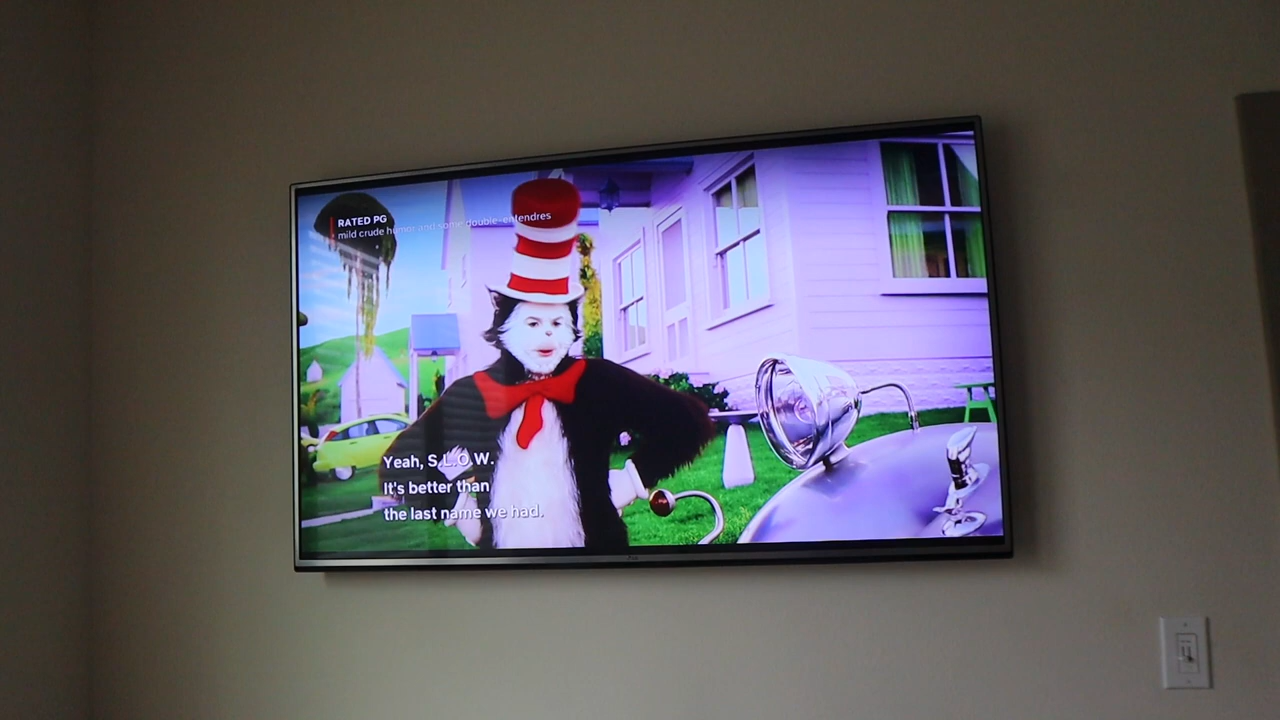 RATED PG
mild crude humor and some double-entendres
Yeah, S.L.O.W.
It's better than
the last name we had.